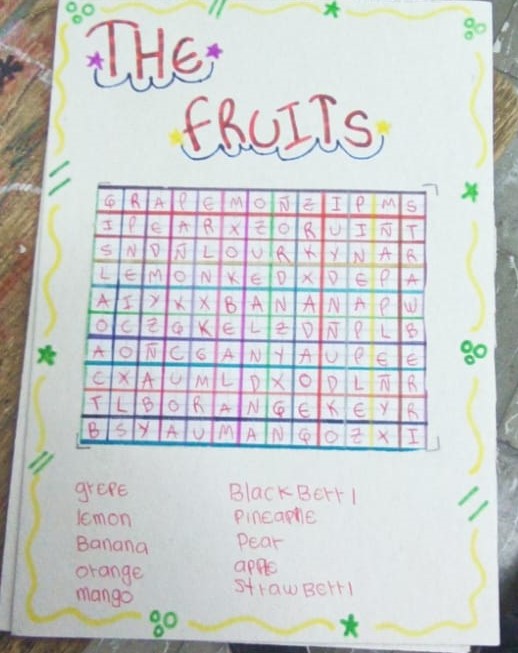 THE
FRUITS
G R A P E M O Ñ Z I P M S
I P E A R X Z O R U I Ñ T
S N D Ñ L O U R K Y N A R
L E M O N K E D X D E P A
A I Y K X B A N A N A P W
O C Z G K E L Z D Ñ P L B
A O Ñ C G A N Y A U P E E
C X A U M L D X O D L Ñ R
T L B O R A N G E K E Y R
B S Y A U M A N G O Z X I
grEPE
lemon
Banana
orange
mango
BlackBErrI
PinEapple
PEar
apple
StrawBErrI